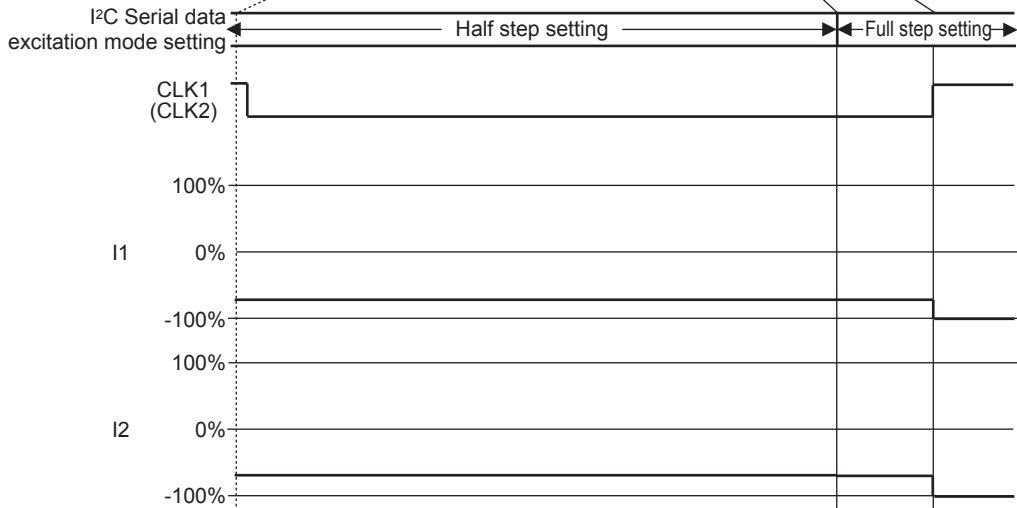 I²C Serial data
excitation mode setting
Half step setting
Full step setting
CLK1
(CLK2)
100%
I1 0%
-100%
100%
I2 0%
-100%